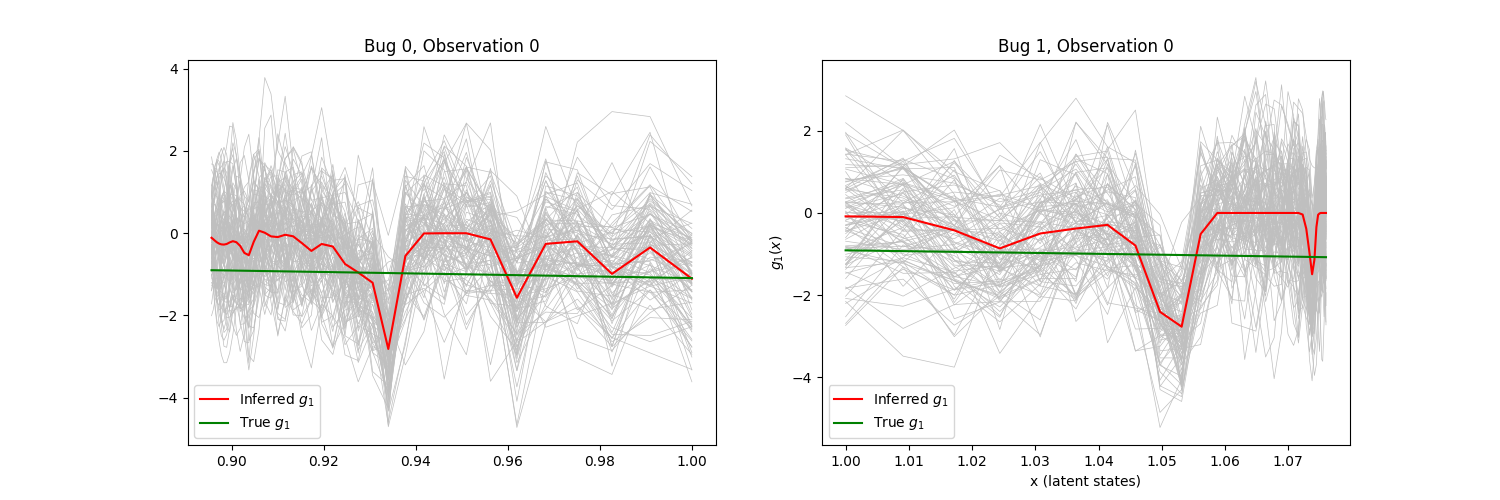 Bug 0, Observation 0
4
2
0
−2
−4
Inferred g₁
True g₁
0.90 0.92 0.94 0.96 0.98 1.00
Bug 1, Observation 0
g₁(x)
2
0
−2
−4
Inferred g₁
True g₁
1.00 1.01 1.02 1.03 1.04 1.05 1.06 1.07
x (latent states)